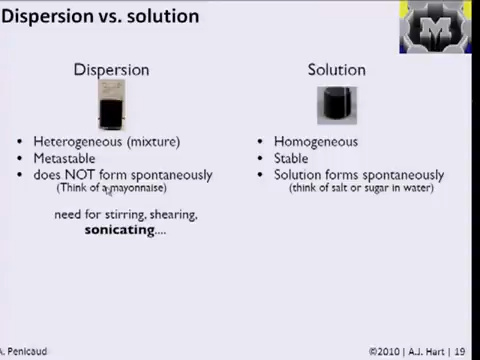 Dispersion vs. solution
M
Dispersion
• Heterogeneous (mixture)
• Metastable
• does NOT form spontaneously
(Think of a mayonnaise)
need for stirring, shearing,
sonicating....
Solution
• Homogeneous
• Stable
• Solution forms spontaneously
(think of salt or sugar in water)
A. Penicaud
©2010 | A.J. Hart | 19